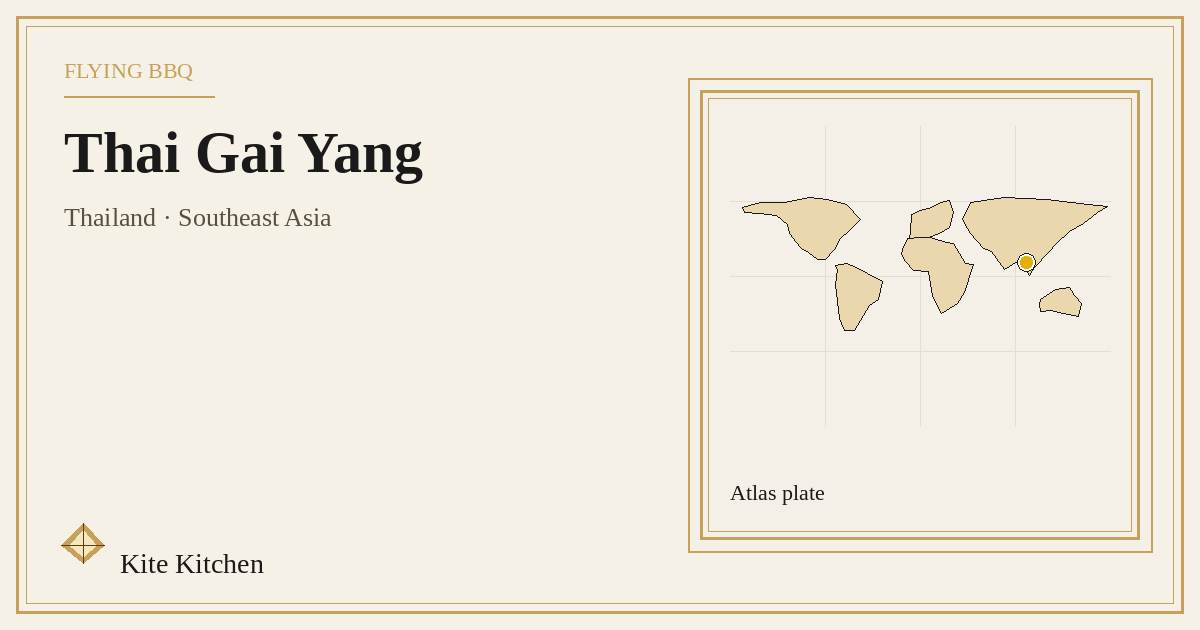 FLYING BBQ
Thai Gai Yang
Thailand · Southeast Asia
Atlas plate
Kite Kitchen